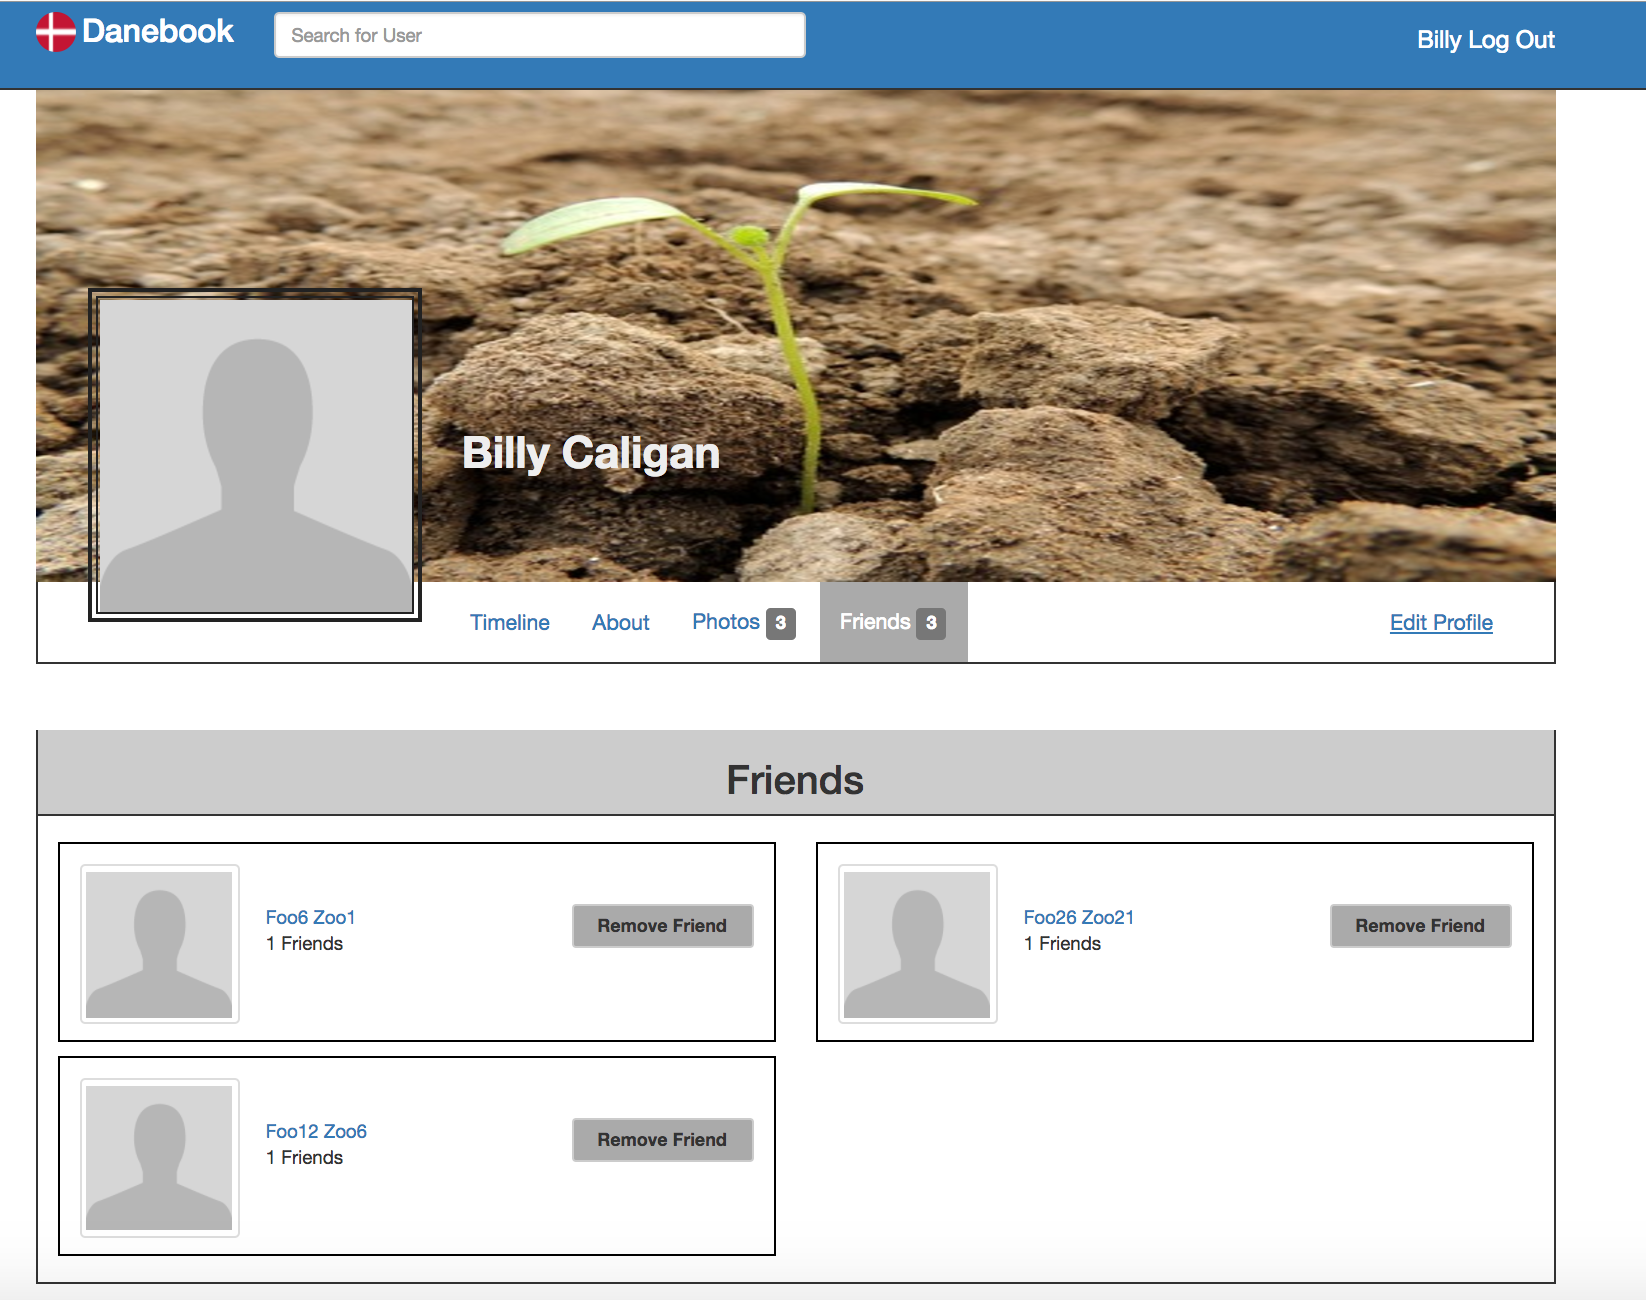 Danebook
Search for User
Billy Log Out
Billy Caligan
Timeline
About
Photos 3
Friends 3
Edit Profile
Friends
Foo6 Zoo1
1 Friends
Remove Friend
Foo26 Zoo21
1 Friends
Remove Friend
Foo12 Zoo6
1 Friends
Remove Friend